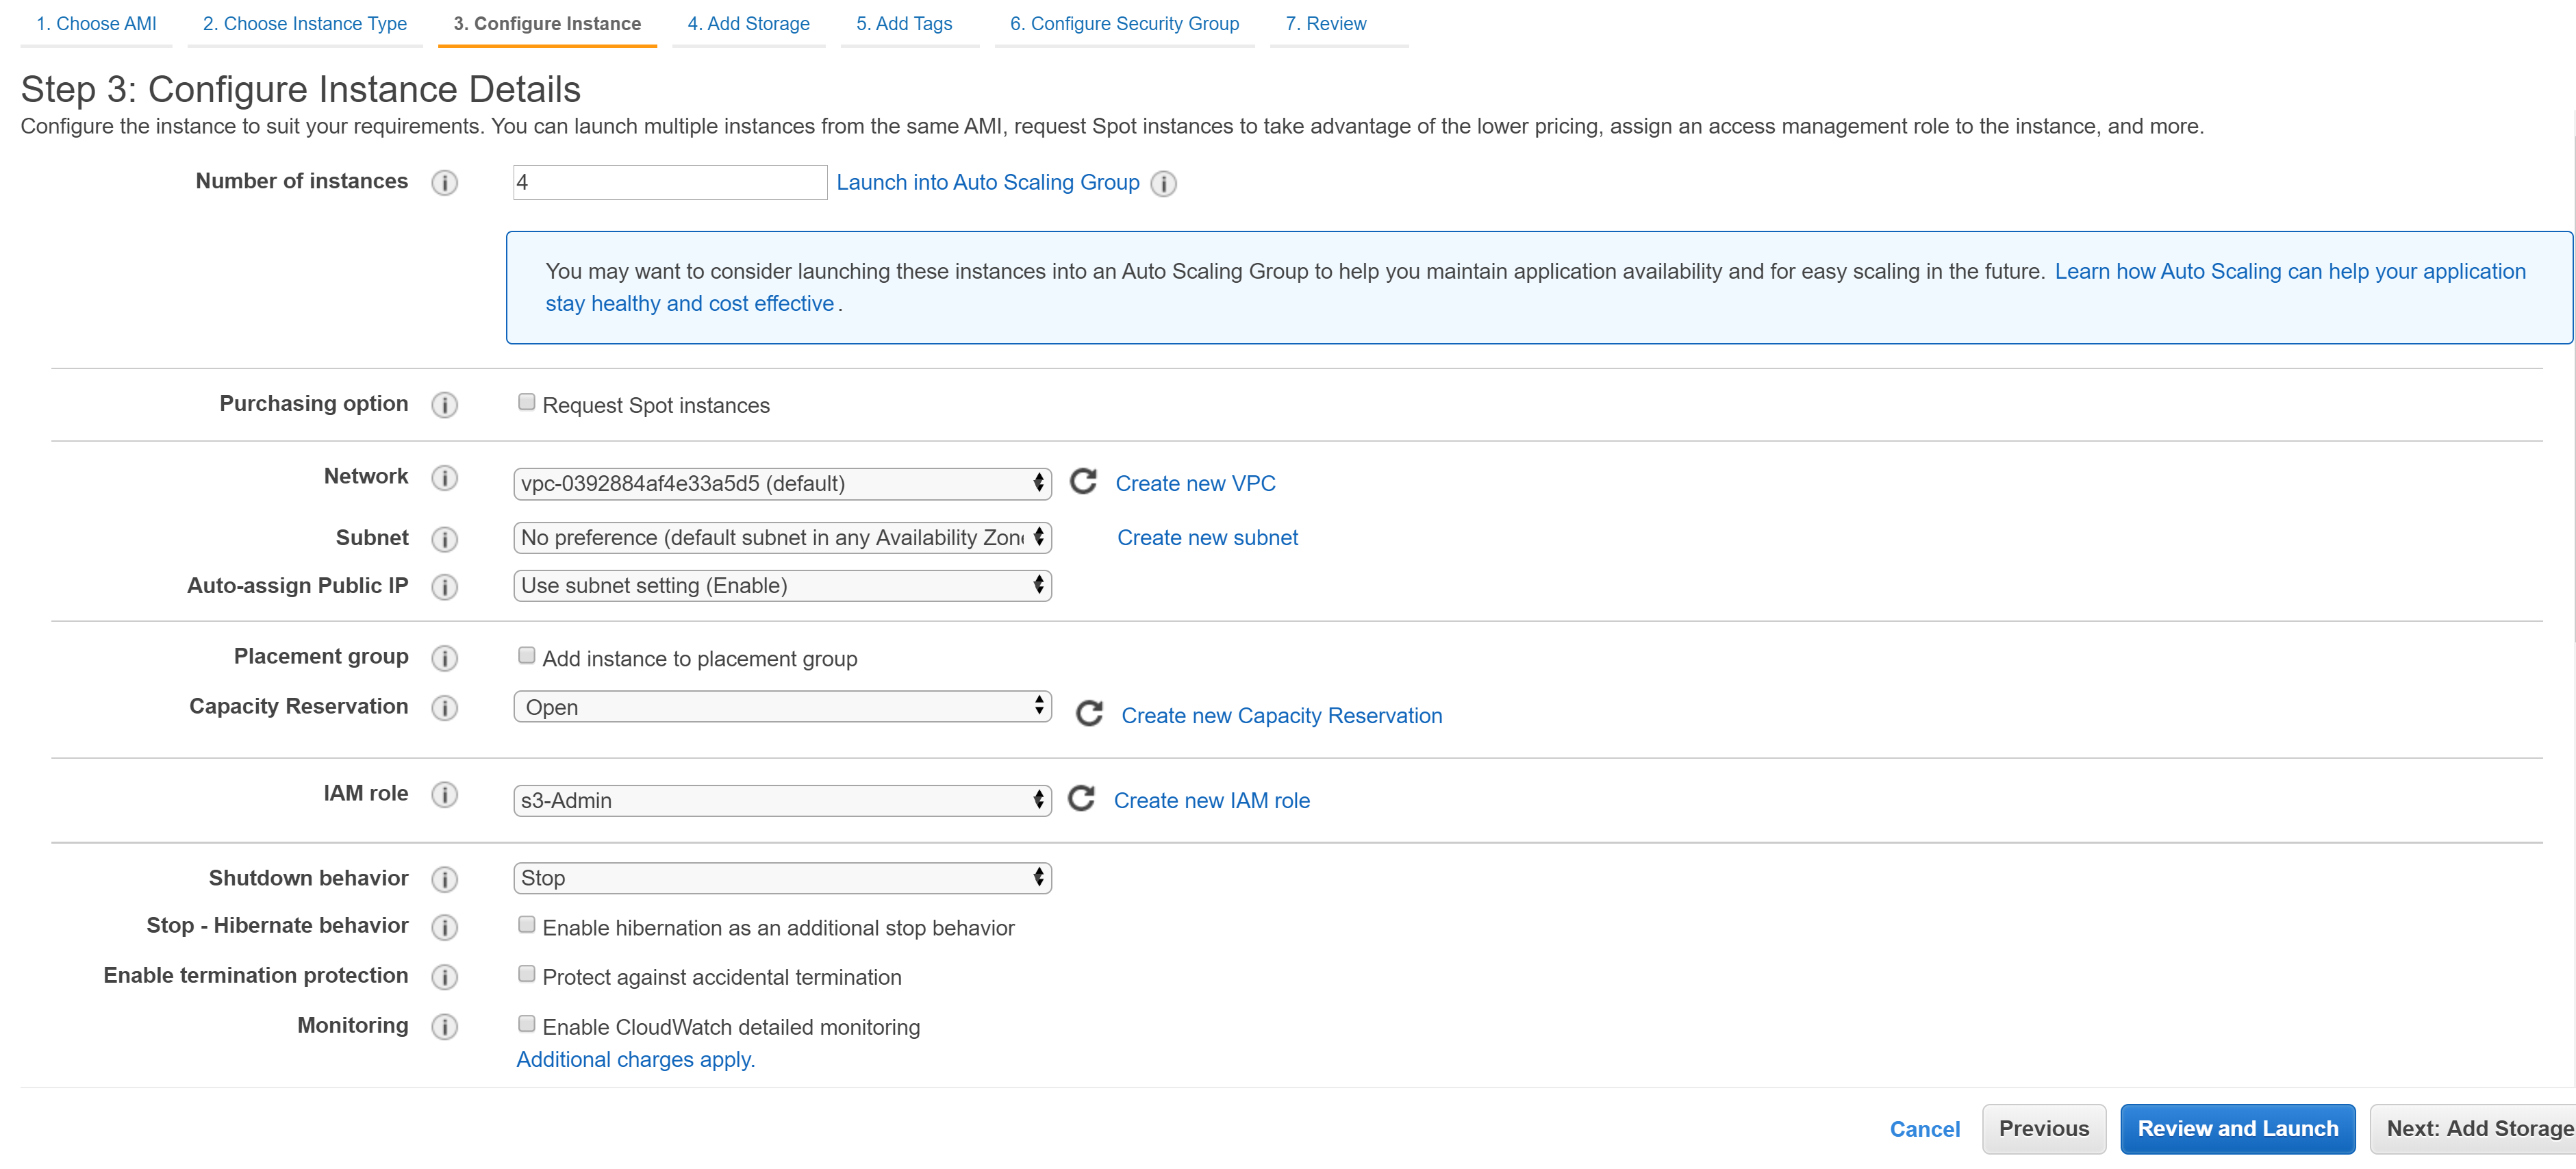 1. Choose AMI 2. Choose Instance Type 3. Configure Instance 4. Add Storage 5. Add Tags 6. Configure Security Group 7. Review
Step 3: Configure Instance Details
Configure the instance to suit your requirements. You can launch multiple instances from the same AMI, request Spot instances to take advantage of the lower pricing, assign an access management role to the instance, and more.
Number of instances i 4 Launch into Auto Scaling Group i
You may want to consider launching these instances into an Auto Scaling Group to help you maintain application availability and for easy scaling in the future. Learn how Auto Scaling can help your application
stay healthy and cost effective.
Purchasing option i Request Spot instances
Network i vpc-0392884af4e33a5d5 (default) Create new VPC
Subnet i No preference (default subnet in any Availability Zon Create new subnet
Auto-assign Public IP i Use subnet setting (Enable)
Placement group i Add instance to placement group
Capacity Reservation i Open Create new Capacity Reservation
IAM role i s3-Admin Create new IAM role
Shutdown behavior i Stop
Stop - Hibernate behavior i Enable hibernation as an additional stop behavior
Enable termination protection i Protect against accidental termination
Monitoring i Enable CloudWatch detailed monitoring
Additional charges apply.
Cancel Previous Review and Launch Next: Add Storage